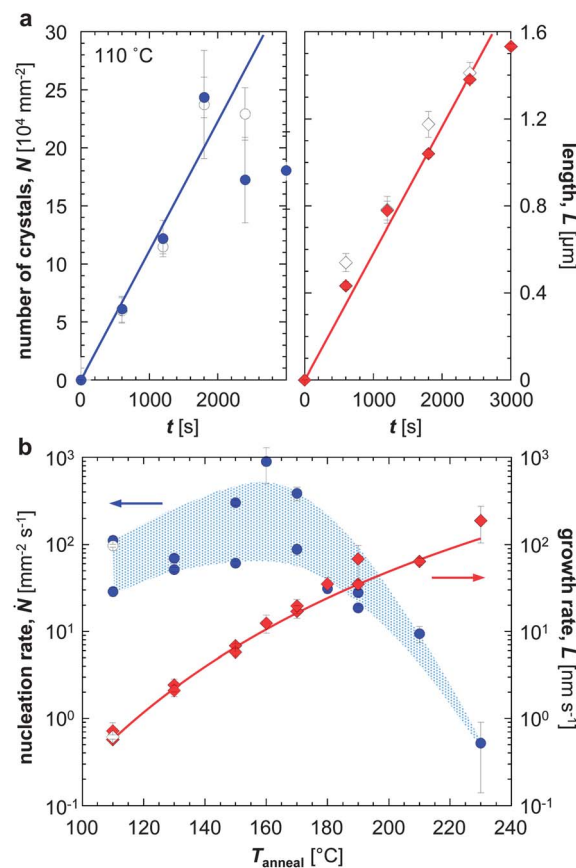 a
110 °C
number of crystals, N [10⁴ mm⁻²]
30
25
20
15
10
5
0
0 1000 2000
t [s]
length, L [µm]
1.6
1.2
0.8
0.4
0
0 1000 2000 3000
t [s]
b
nucleation rate, Ṅ [mm⁻² s⁻¹]
10³
10²
10¹
10⁰
10⁻¹
growth rate, L̇ [nm s⁻¹]
10³
10²
10¹
10⁰
10⁻¹
100 120 140 160 180 200 220 240
T anneal [°C]